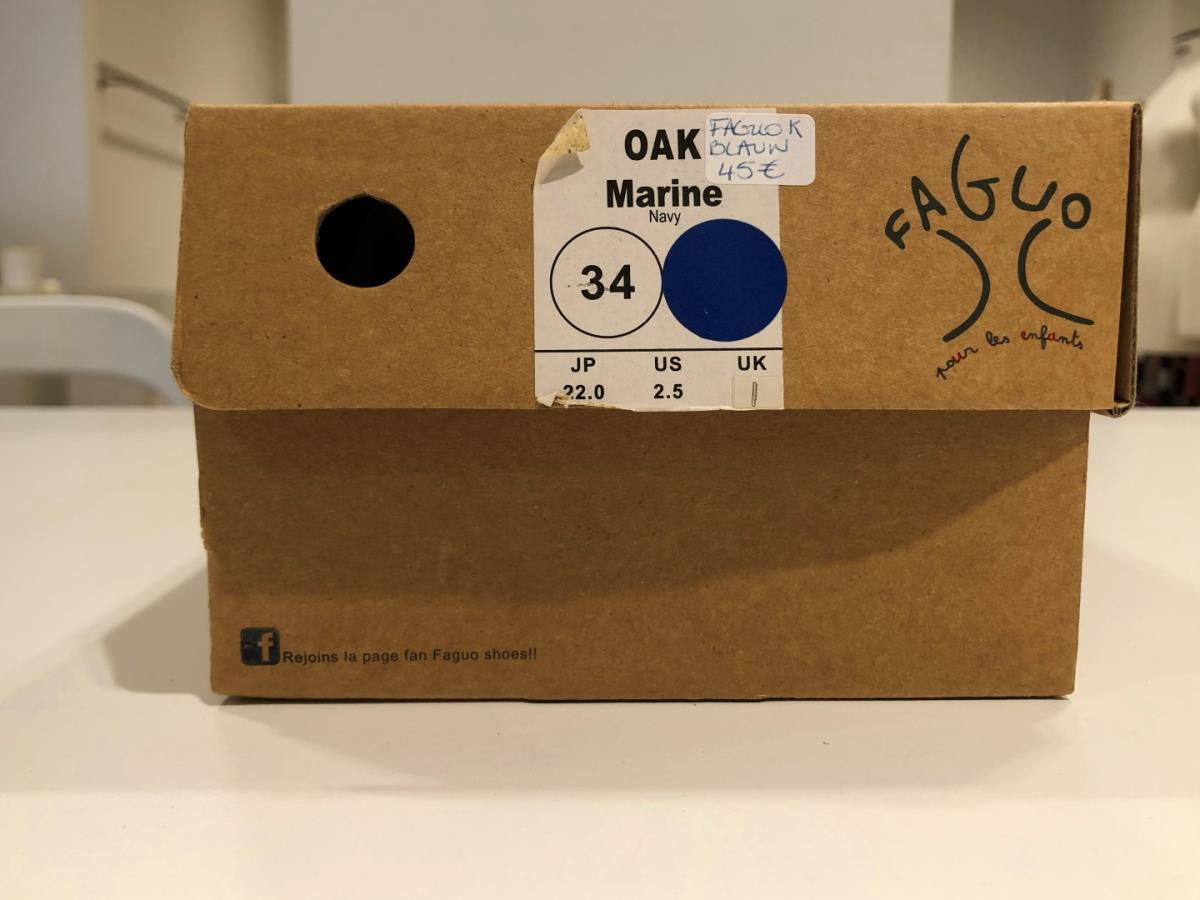 OAK
FAGUO K
BLAUW
45€
Marine
Navy
34
JP US UK
22.0 2.5 1
FAGUO
pour les enfants
f
Rejoins la page fan Faguo shoes!!